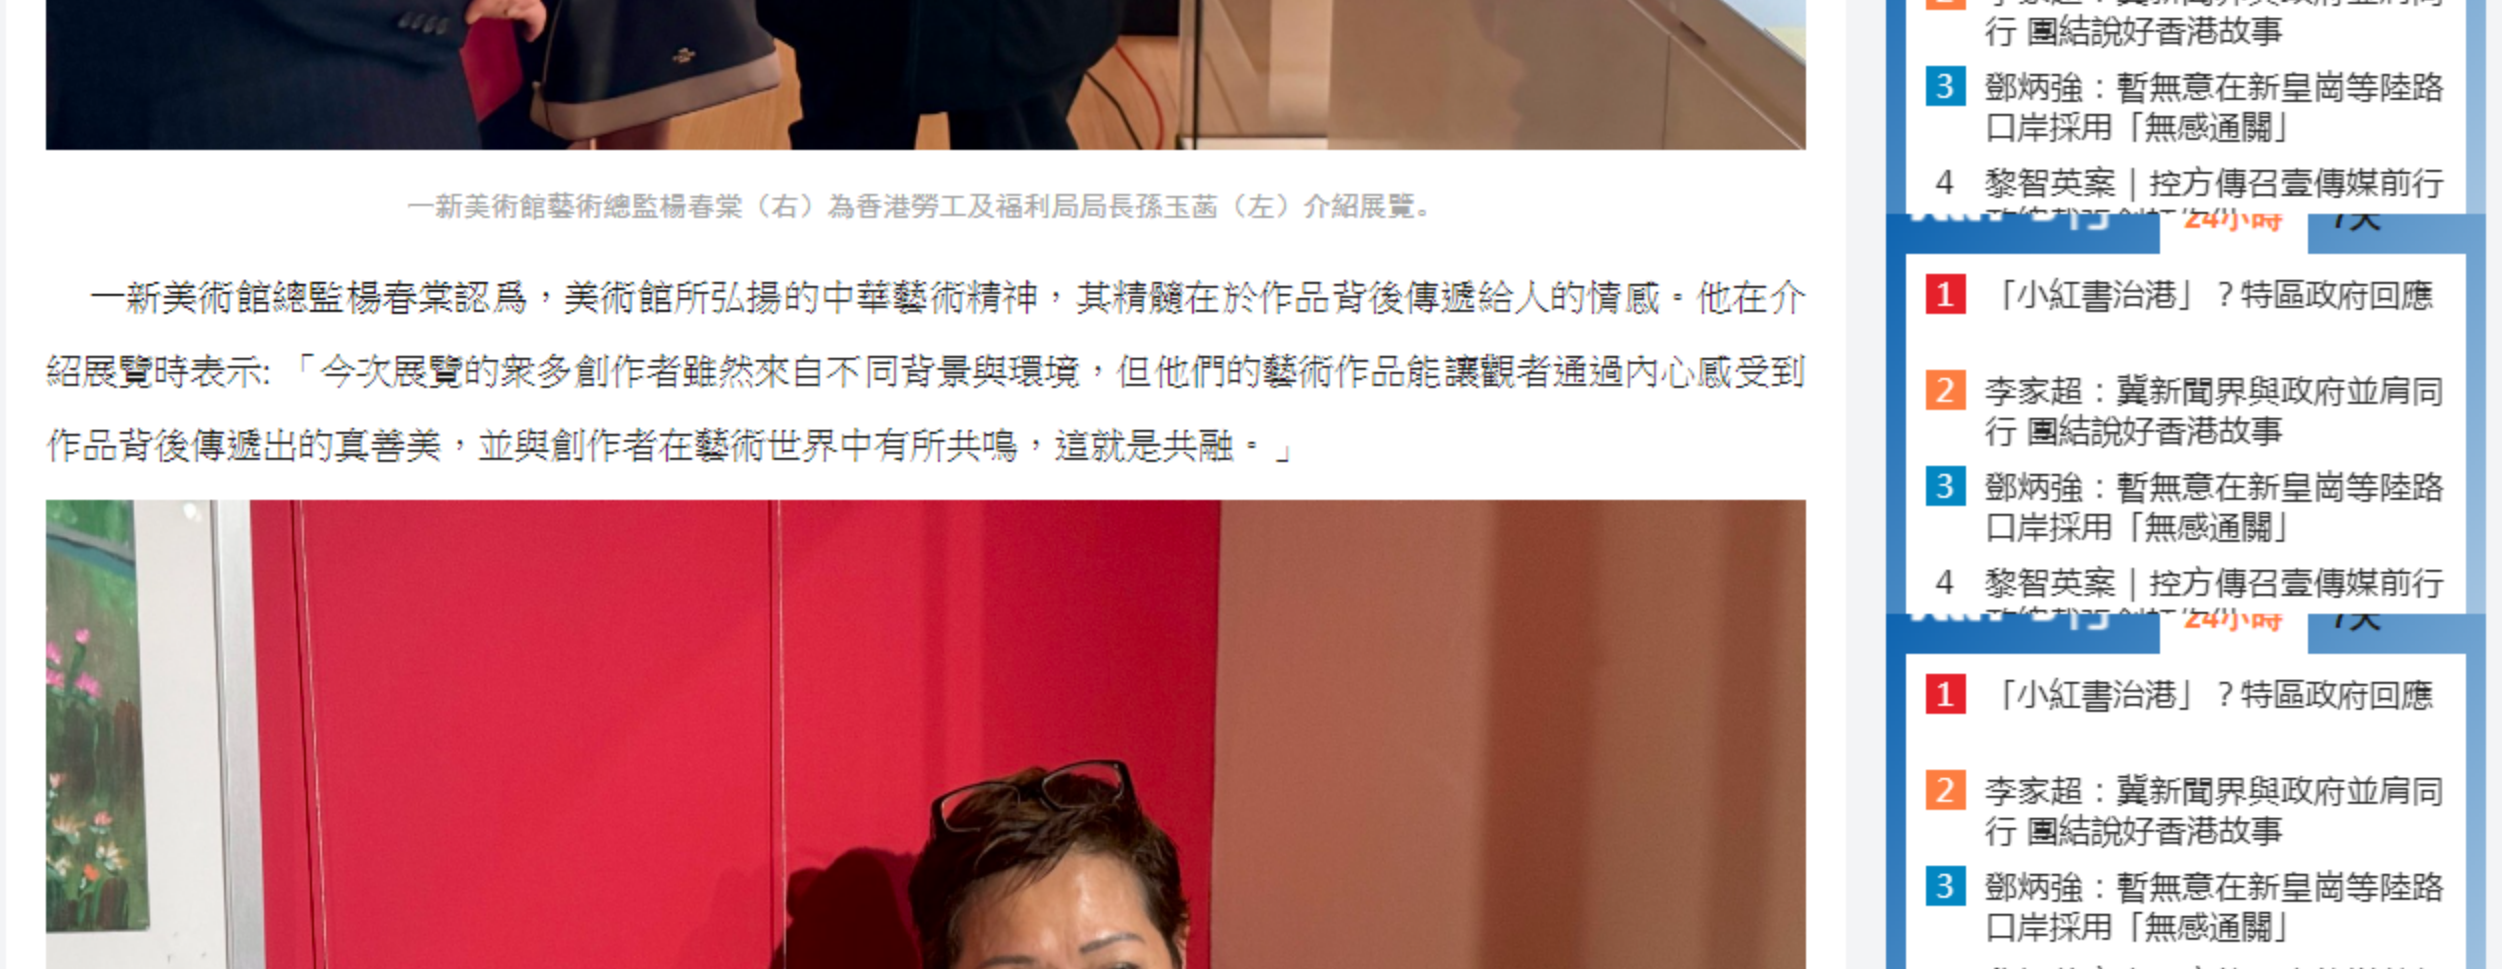 一新美術館藝術總監楊春棠（右）為香港勞工及福利局局長孫玉菡（左）介紹展覽。
一新美術館總監楊春棠認爲，美術館所弘揚的中華藝術精神，其精髓在於作品背後傳遞給人的情感。他在介
紹展覽時表示:「今次展覽的衆多創作者雖然來自不同背景與環境，但他們的藝術作品能讓觀者通過內心感受到
作品背後傳遞出的真善美，並與創作者在藝術世界中有所共鳴，這就是共融。」
行 團結說好香港故事
3 鄧炳強：暫無意在新皇崗等陸路
口岸採用「無感通關」
4 黎智英案｜控方傳召壹傳媒前行
24小時 7天
1 「小紅書治港」？特區政府回應
2 李家超：冀新聞界與政府並肩同
行 團結說好香港故事
3 鄧炳強：暫無意在新皇崗等陸路
口岸採用「無感通關」
4 黎智英案｜控方傳召壹傳媒前行
24小時 7天
1 「小紅書治港」？特區政府回應
2 李家超：冀新聞界與政府並肩同
行 團結說好香港故事
3 鄧炳強：暫無意在新皇崗等陸路
口岸採用「無感通關」